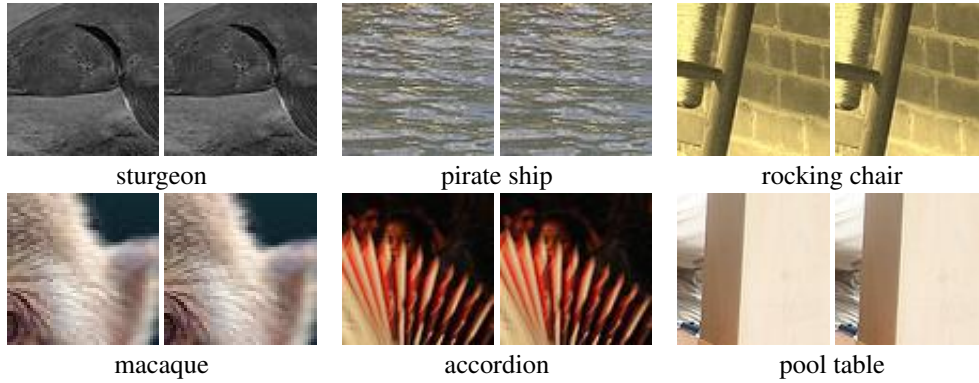 sturgeon
pirate ship
rocking chair
macaque
accordion
pool table